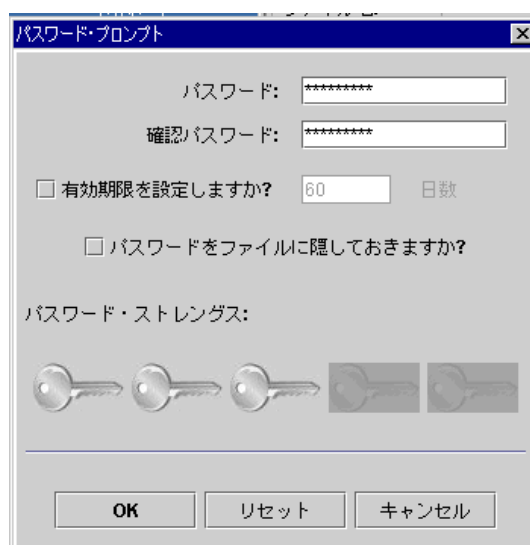 パスワード・プロンプト
パスワード: *********
確認パスワード: *********
有効期限を設定しますか? 60 日数
パスワードをファイルに隠しておきますか?
パスワード・ストレングス:
OK リセット キャンセル